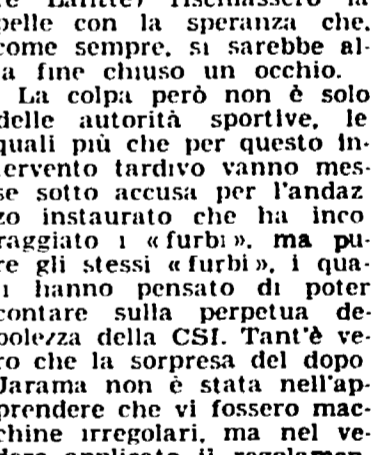 pelle con la speranza che,
come sempre, si sarebbe al-
a fine chiuso un occhio.
La colpa però non è solo
delle autorità sportive, le
quali più che per questo in-
ervento tardivo vanno mes-
se sotto accusa per l'andaz
zo instaurato che ha inco
raggiato i « furbi », ma pu-
re gli stessi « furbi », i qua-
i hanno pensato di poter
contare sulla perpetua de-
bolezza della CSI. Tant'è ve-
ro che la sorpresa del dopo
Jarama non è stata nell'ap-
prendere che vi fossero mac-
chine irregolari, ma nel ve-